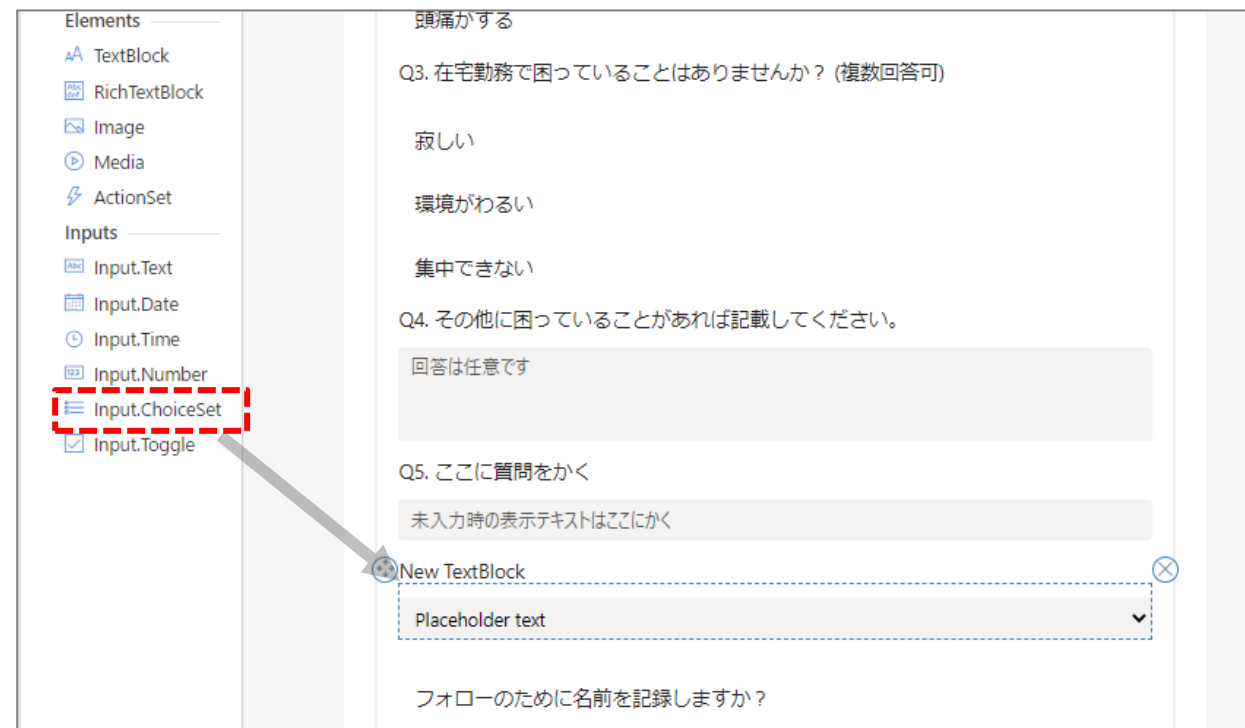 Elements
TextBlock
RichTextBlock
Image
Media
ActionSet
Inputs
Input.Text
Input.Date
Input.Time
Input.Number
Input.ChoiceSet
Input.Toggle
頭痛がする
Q3. 在宅勤務で困っていることはありませんか？ (複数回答可)
寂しい
環境がわるい
集中できない
Q4. その他に困っていることがあれば記載してください。
回答は任意です
Q5. ここに質問をかく
未入力時の表示テキストはここにかく
New TextBlock
Placeholder text
フォローのために名前を記録しますか？